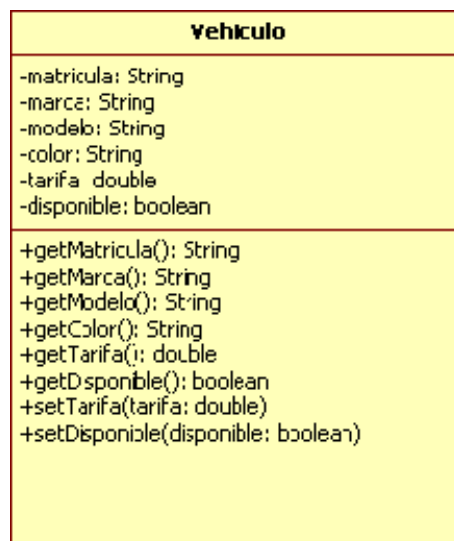 Vehiculo
-matricula: String
-marca: String
-modelo: String
-color: String
-tarifa double
-disponible: boolean
+getMatricula(): String
+getMarca(): String
+getModelo(): String
+getColor(): String
+getTarifa(): double
+getDisponible(): boolean
+setTarifa(tarifa: double)
+setDisponible(disponible: boolean)